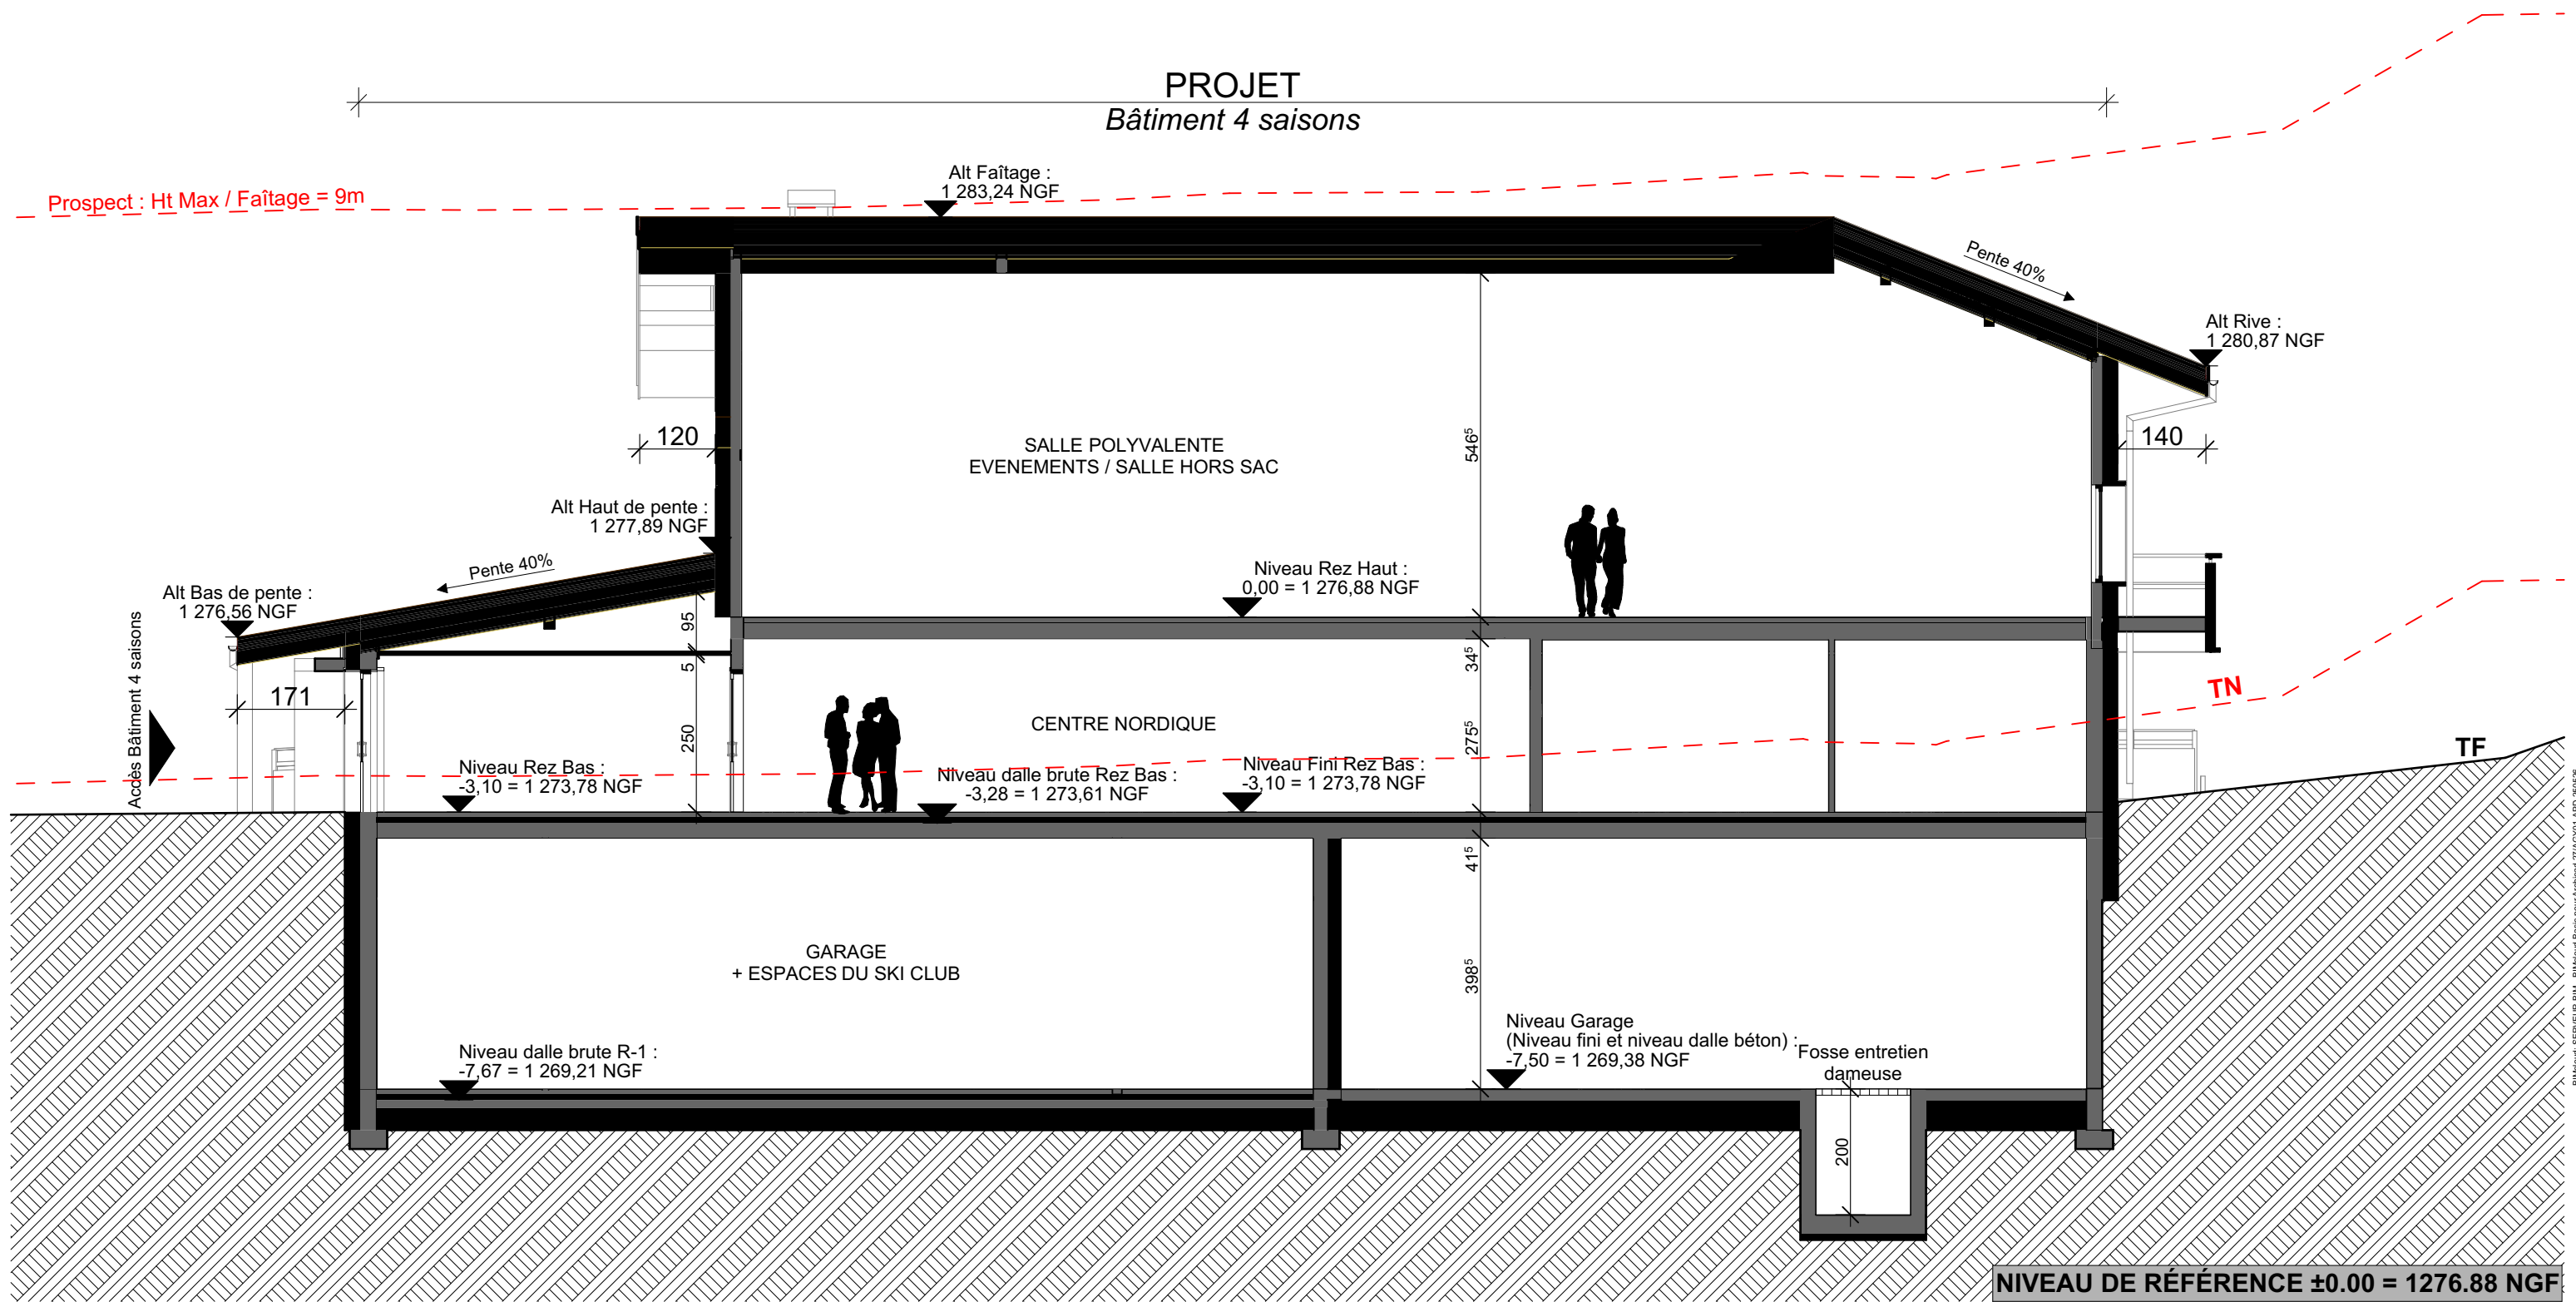 PROJET
Bâtiment 4 saisons
Prospect : Ht Max / Faîtage = 9m
Alt Faîtage :
1 283,24 NGF
Pente 40%
Alt Rive :
1 280,87 NGF
120
140
SALLE POLYVALENTE
EVENEMENTS / SALLE HORS SAC
546⁵
Alt Haut de pente :
1 277,89 NGF
Pente 40%
Alt Bas de pente :
1 276,56 NGF
Niveau Rez Haut :
0,00 = 1 276,88 NGF
95
5
34⁵
171
TN
Accès Bâtiment 4 saisons
CENTRE NORDIQUE
250
275⁵
TF
Niveau Rez Bas :
-3,10 = 1 273,78 NGF
Niveau dalle brute Rez Bas :
-3,28 = 1 273,61 NGF
Niveau Fini Rez Bas :
-3,10 = 1 273,78 NGF
41⁵
GARAGE
+ ESPACES DU SKI CLUB
398⁵
Niveau Garage
(Niveau fini et niveau dalle béton) :
-7,50 = 1 269,38 NGF
Fosse entretien
dameuse
Niveau dalle brute R-1 :
-7,67 = 1 269,21 NGF
200
NIVEAU DE RÉFÉRENCE ±0.00 = 1276.88 NGF